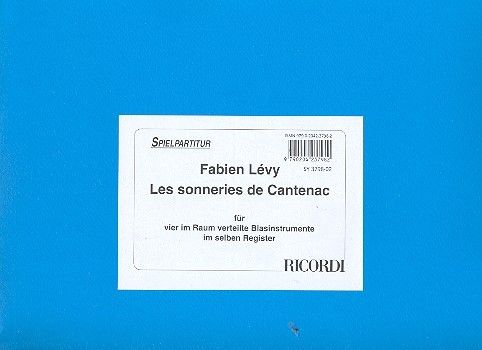 SPIELPARTITUR
Fabien Lévy
Les sonneries de Cantenac
für
vier im Raum verteilte Blasinstrumente
im selben Register
RICORDI